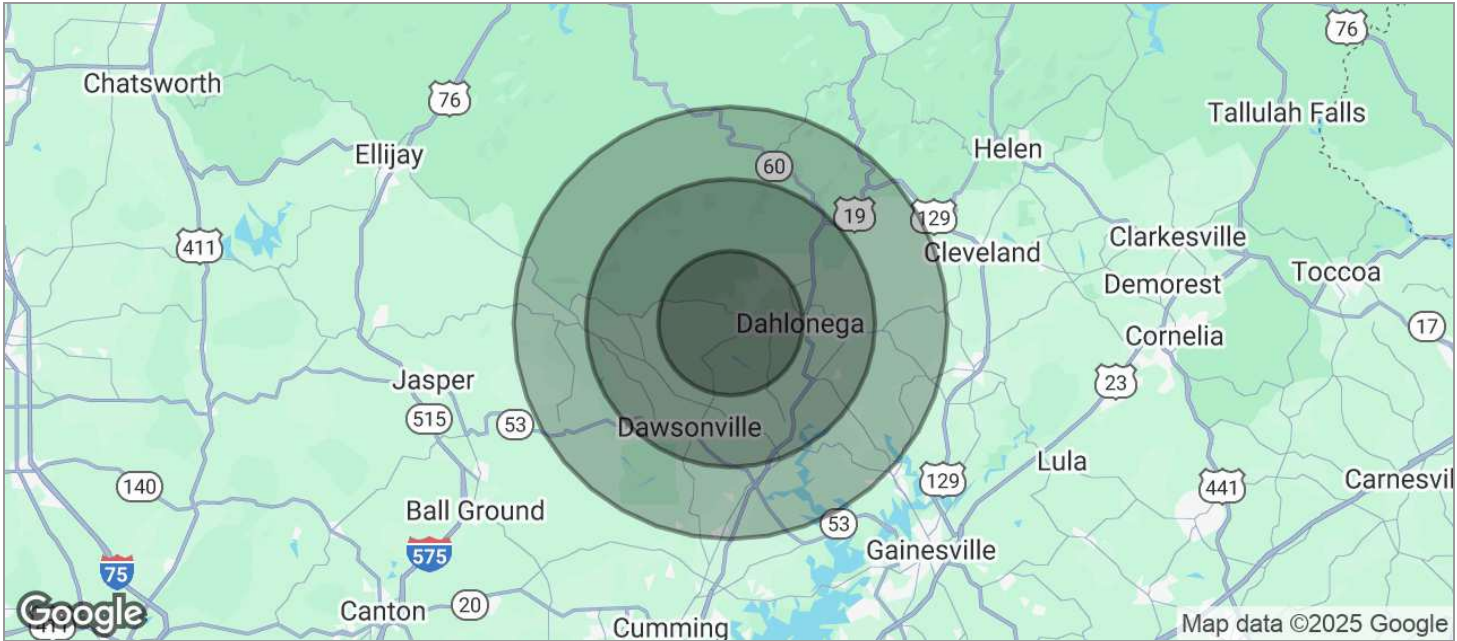 76
Chatsworth
76
Tallulah Falls
Ellijay
Helen
60
19
129
411
Cleveland
Clarkesville
Toccoa
Demorest
Dahlonega
17
Cornelia
Jasper
23
515
53
Dawsonville
Lula
129
140
441
Carnesvil
Ball Ground
53
575
Gainesville
75
Canton
20
Google
Cumming
Map data ©2025 Google